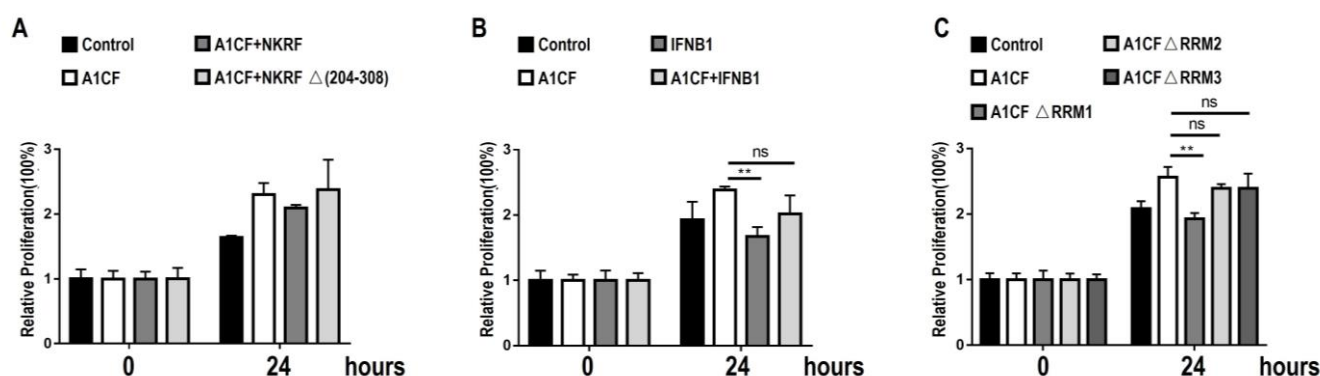 A
Control
A1CF+NKRF
A1CF
A1CF+NKRF △(204-308)
Relative Proliferation(100%)
3
2
1
0
0
24
hours
B
Control
IFNB1
A1CF
A1CF+IFNB1
Relative Proliferation(100%)
3
2
1
0
ns
**
0
24
hours
C
Control
A1CF△RRM2
A1CF
A1CF△RRM3
A1CF △RRM1
Relative Proliferation(100%)
3
2
1
0
ns
ns
**
0
24
hours